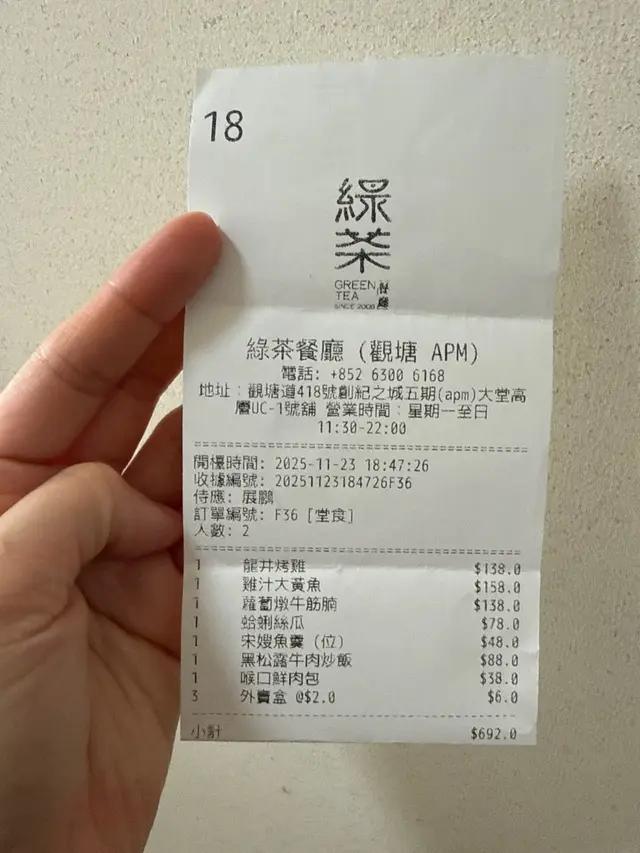 18
綠茶
GREEN TEA
餐廳
SINCE 2008
綠茶餐廳 (觀塘 APM)
電話: +852 6300 6168
地址：觀塘道418號創紀之城五期(apm)大堂高
層UC-1號舖 營業時間：星期一至日
11:30-22:00
開檯時間: 2025-11-23 18:47:26
收據編號: 20251123184726F36
侍應: 展鵬
訂單編號: F36 [堂食]
人數: 2
1 龍井烤雞 $138.0
1 雞汁大黃魚 $158.0
1 蘿蔔燉牛筋腩 $138.0
1 蛤蜊絲瓜 $78.0
1 宋嫂魚羹（位） $48.0
1 黑松露牛肉炒飯 $88.0
1 喉口鮮肉包 $38.0
3 外賣盒 @$2.0 $6.0
小計 $692.0